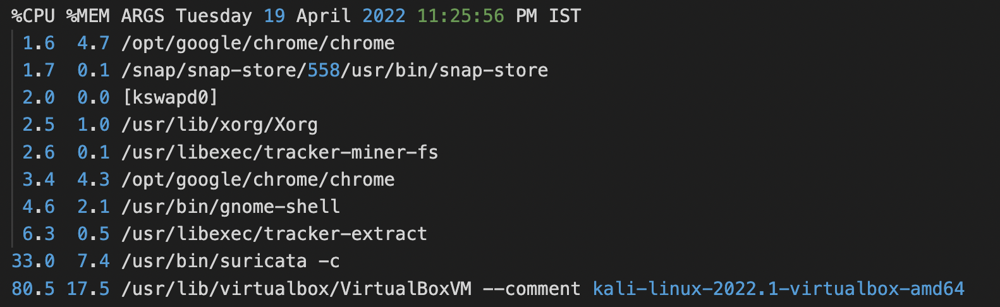 %CPU %MEM ARGS Tuesday 19 April 2022 11:25:56 PM IST
1.6 4.7 /opt/google/chrome/chrome
1.7 0.1 /snap/snap-store/558/usr/bin/snap-store
2.0 0.0 [kswapd0]
2.5 1.0 /usr/lib/xorg/Xorg
2.6 0.1 /usr/libexec/tracker-miner-fs
3.4 4.3 /opt/google/chrome/chrome
4.6 2.1 /usr/bin/gnome-shell
6.3 0.5 /usr/libexec/tracker-extract
33.0 7.4 /usr/bin/suricata -c
80.5 17.5 /usr/lib/virtualbox/VirtualBoxVM --comment kali-linux-2022.1-virtualbox-amd64